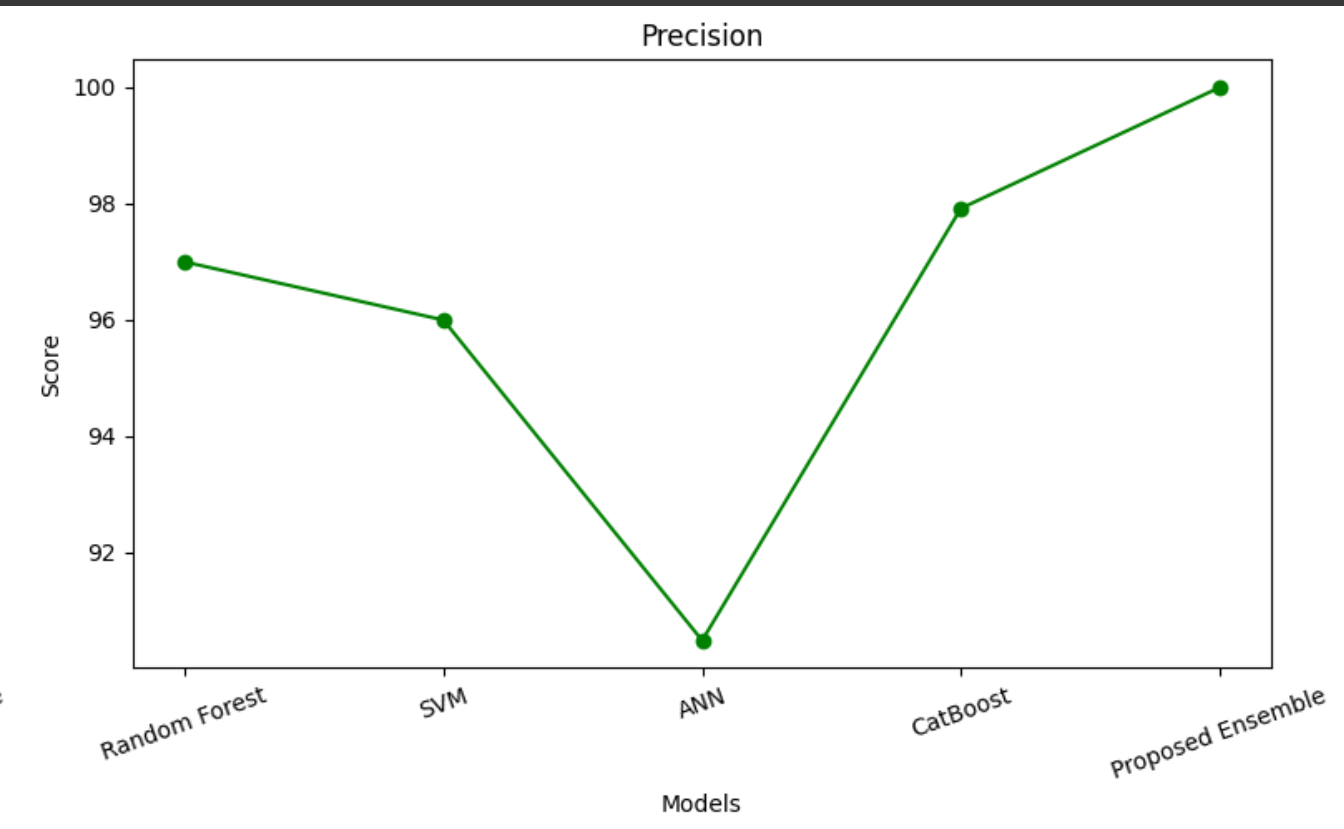 Precision
100
98
96
94
92
Score
Random Forest
SVM
ANN
CatBoost
Proposed Ensemble
Models